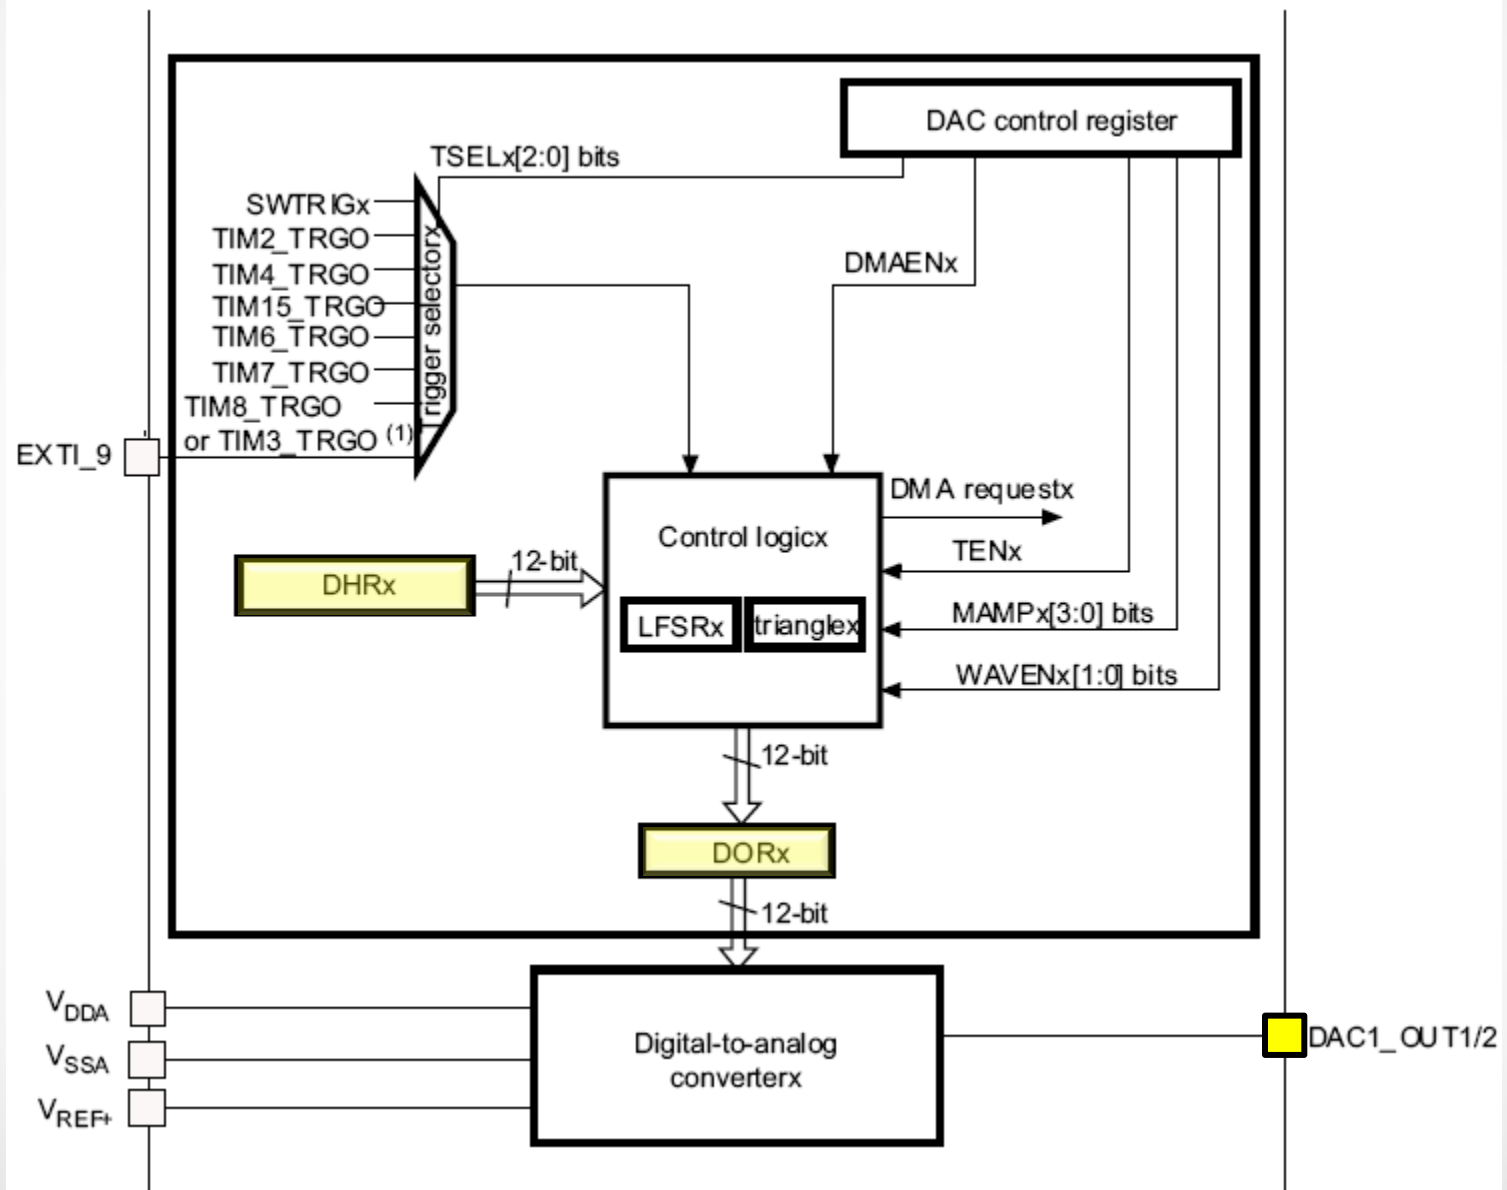 DAC control register
TSELx[2:0] bits
SWTRIGx
TIM2_TRGO
TIM4_TRGO
TIM15_TRGO
TIM6_TRGO
TIM7_TRGO
TIM8_TRGO
or TIM3_TRGO (1)
Trigger selectorx
DMAENx
EXTI_9
DMA requestx
Control logicx
TENx
12-bit
DHRx
MAMPx[3:0] bits
LFSRx
trianglex
WAVENx[1:0] bits
12-bit
DORx
12-bit
VDDA
VSSA
VREF+
Digital-to-analog
converterx
DAC1_OUT1/2